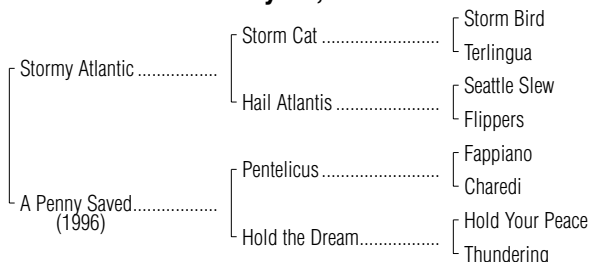 Storm Bird
Storm Cat ........................
Terlingua
Stormy Atlantic ................
Seattle Slew
Hail Atlantis .....................
Flippers
Fappiano
Pentelicus ........................
Charedi
A Penny Saved.................
(1996)
Hold Your Peace
Hold the Dream................
Thundering